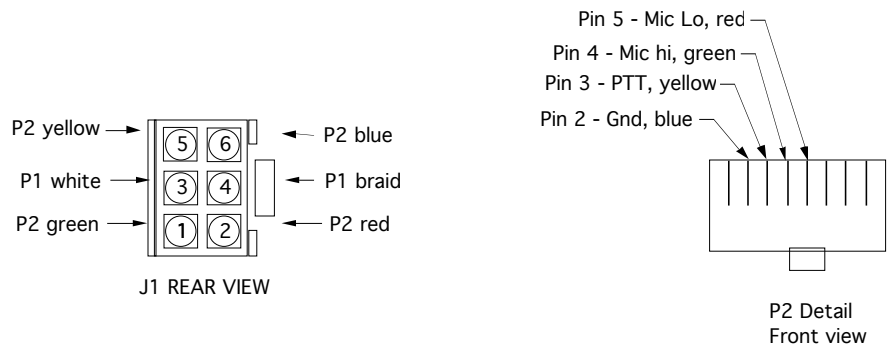 Pin 5 - Mic Lo, red
Pin 4 - Mic hi, green
Pin 3 - PTT, yellow
Pin 2 - Gnd, blue
P2 yellow
5
6
P2 blue
P1 white
3
4
P1 braid
P2 green
1
2
P2 red
J1 REAR VIEW
P2 Detail
Front view